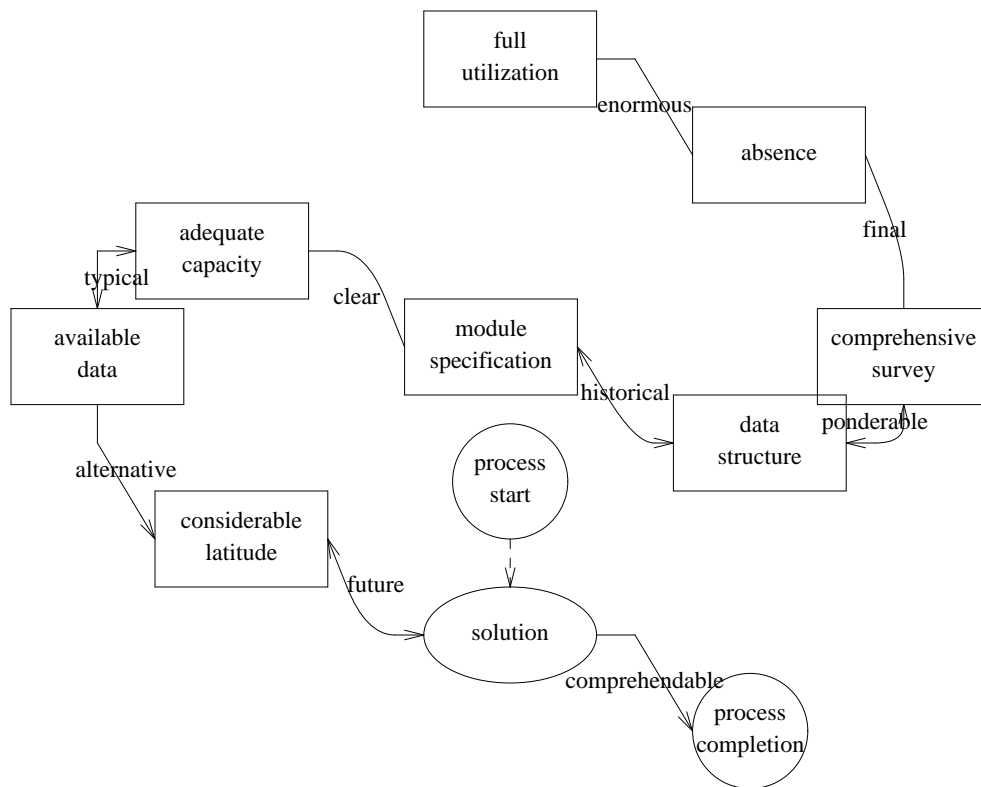 full
utilization
enormous
absence
adequate
capacity
final
typical
clear
available
data
module
specification
comprehensive
survey
historical
data
structure
ponderable
process
start
alternative
considerable
latitude
future
solution
comprehendable
process
completion